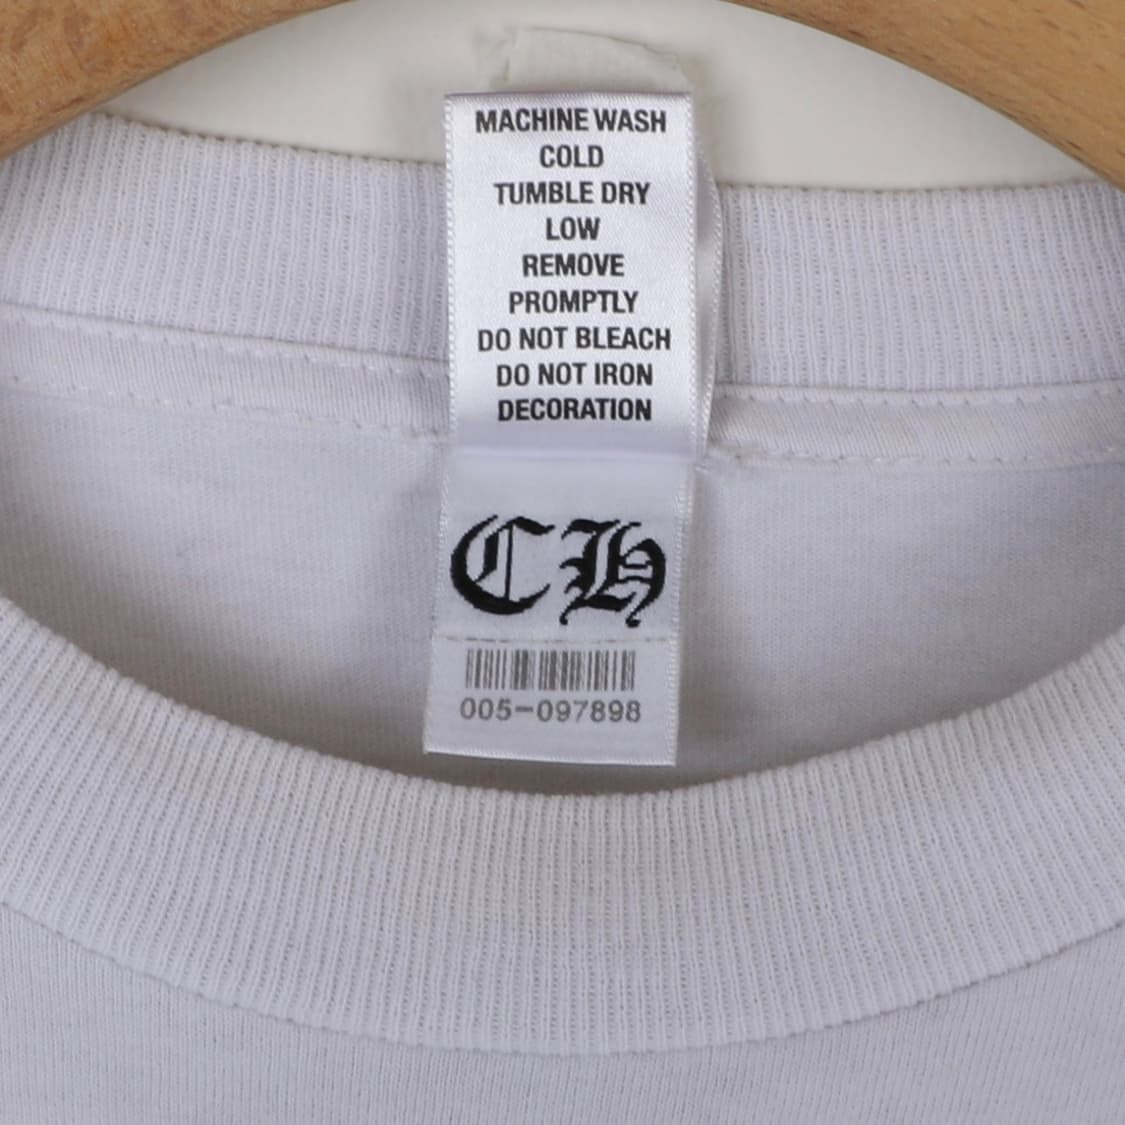 MACHINE WASH
COLD
TUMBLE DRY
LOW
REMOVE
PROMPTLY
DO NOT BLEACH
DO NOT IRON
DECORATION
CH
005-097898